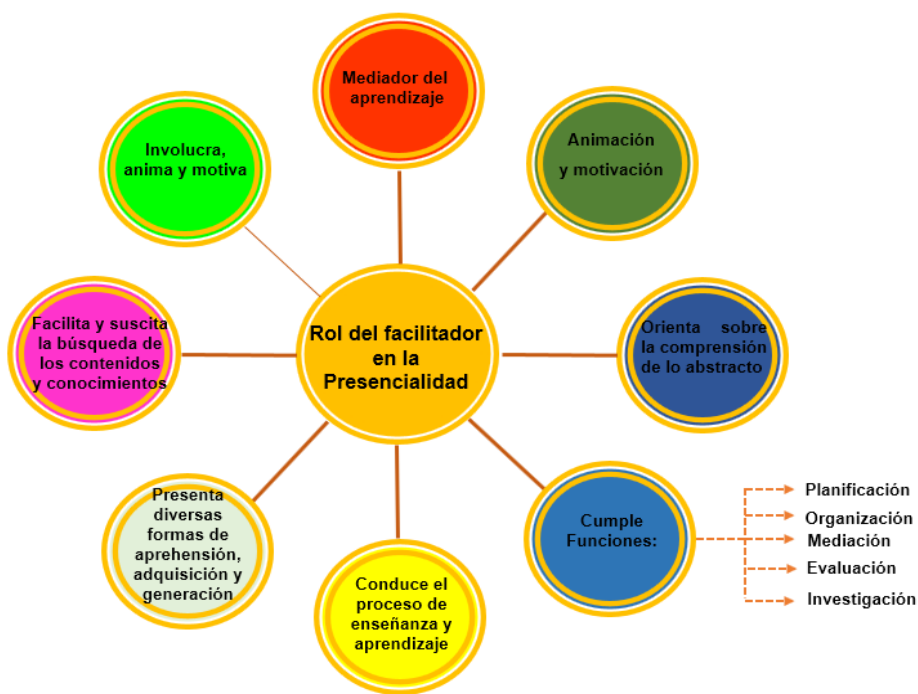 Mediador del
aprendizaje
Animación
y motivación
Involucra,
anima y motiva
Rol del facilitador
en la
Presencialidad
Orienta sobre
la comprensión
de lo abstracto
Facilita y suscita
la búsqueda de
los contenidos
y conocimientos
Presenta
diversas
formas de
aprehensión,
adquisición y
generación
Conduce el
proceso de
enseñanza y
aprendizaje
Cumple
Funciones:
Planificación
Organización
Mediación
Evaluación
Investigación